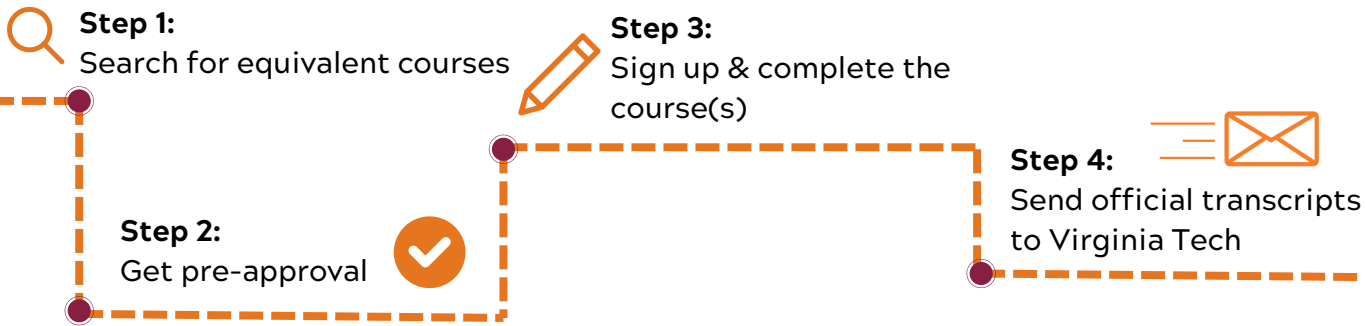 Step 1:
Search for equivalent courses
Step 2:
Get pre-approval
Step 3:
Sign up & complete the
course(s)
Step 4:
Send official transcripts
to Virginia Tech